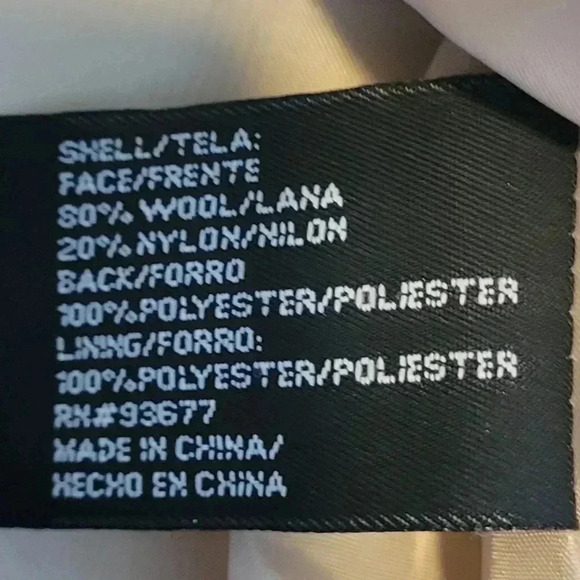 SHELL/TELA:
FACE/FRENTE
80% WOOL/LANA
20% NYLON/NILON
BACK/FORRO
100% POLYESTER/POLIESTER
LINING/FORRO:
100% POLYESTER/POLIESTER
RN#93677
MADE IN CHINA/
HECHO EN CHINA